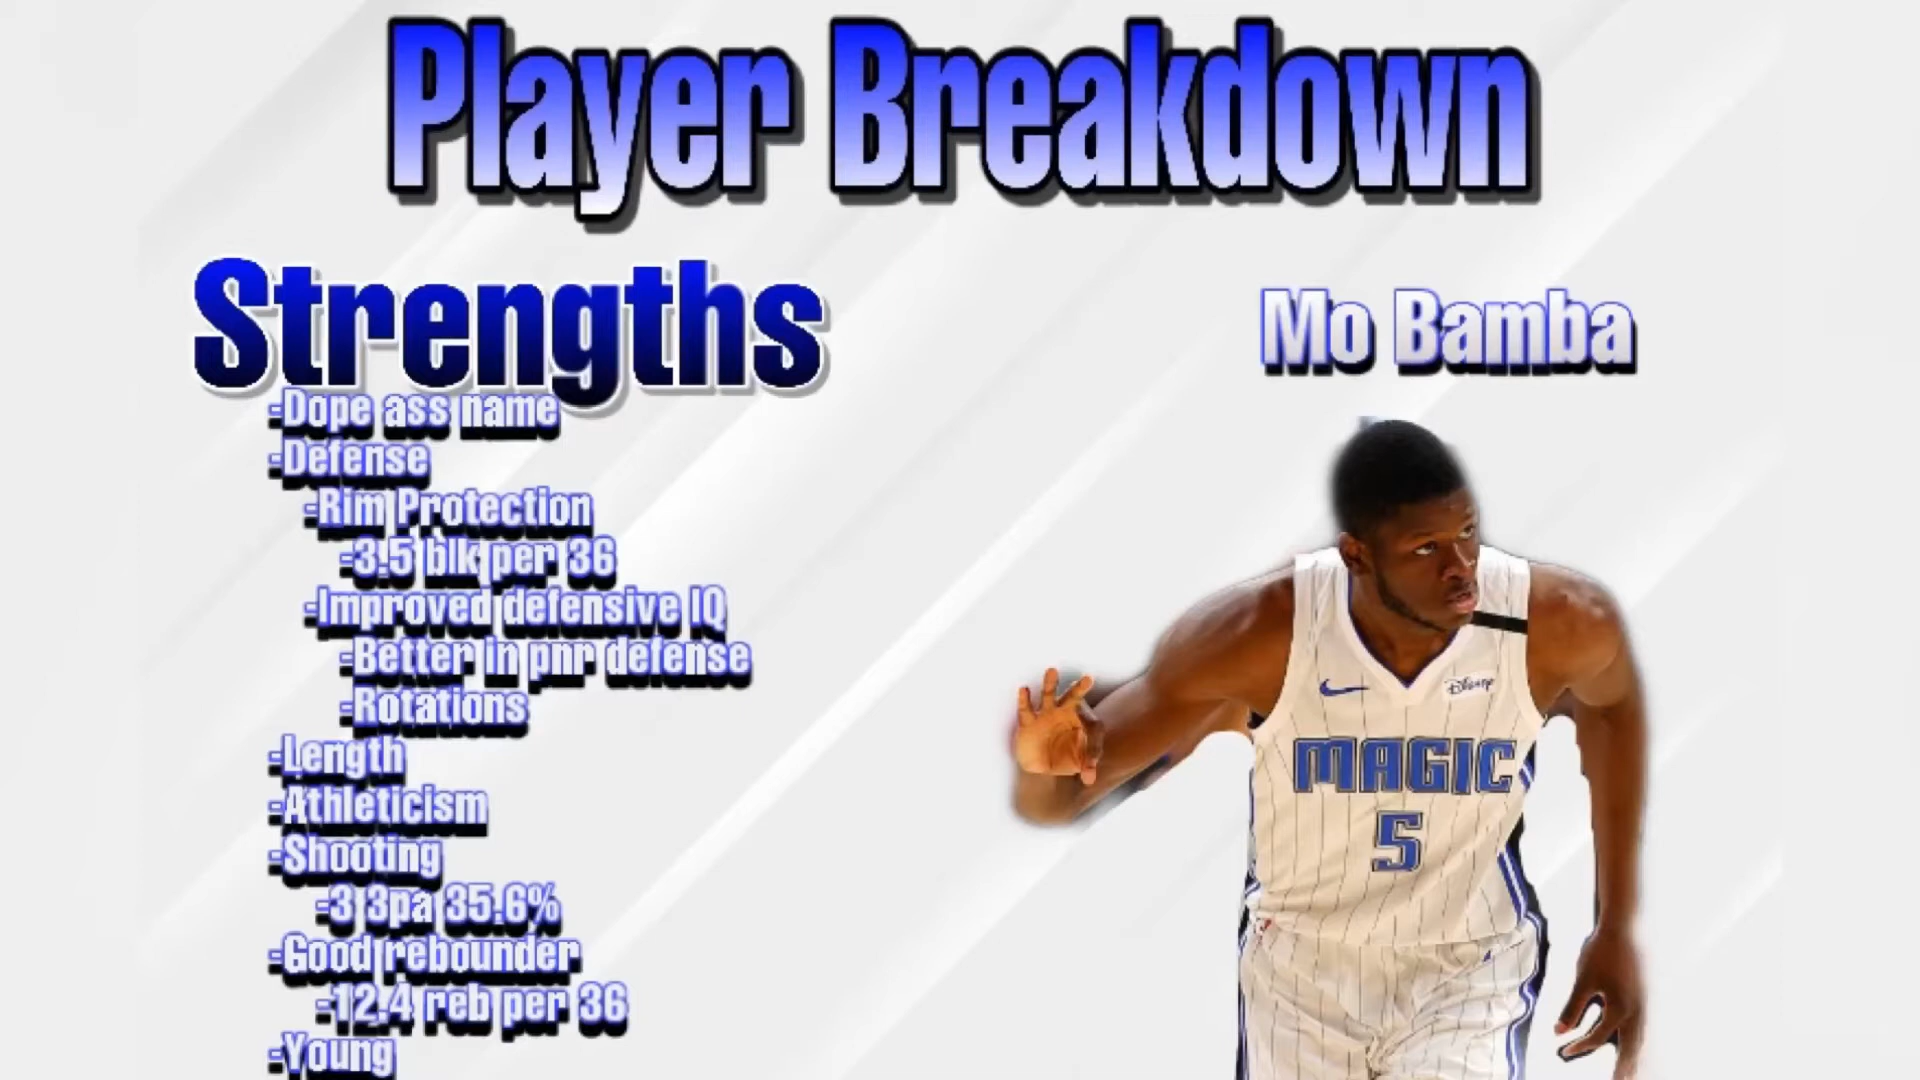 Player Breakdown
Strengths
-Dope ass name
-Defense
-Rim Protection
-3.5 blk per 36
-Improved defensive IQ
-Better in pnr defense
-Rotations
-Length
-Athleticism
-Shooting
-3 3pa 35.6%
-Good rebounder
-12.4 reb per 36
-Young
Mo Bamba
Disney
MAGIC
5